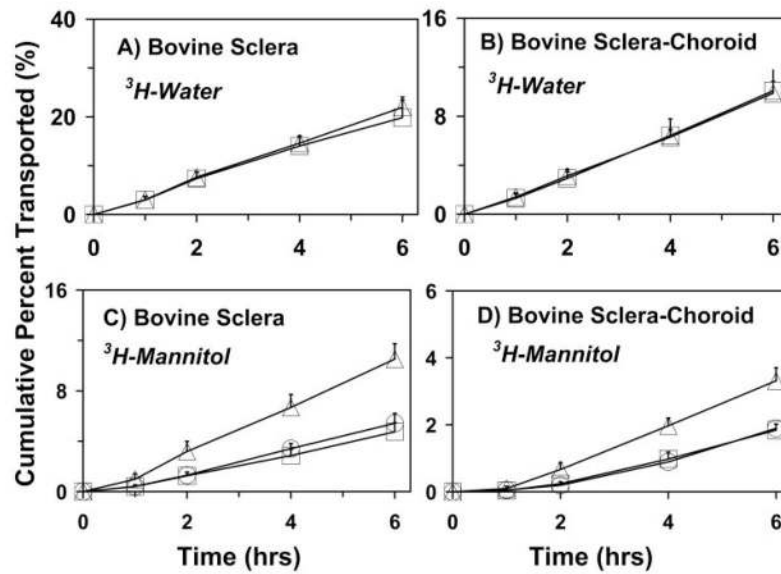 Cumulative Percent Transported (%)
40
20
0
A) Bovine Sclera
³H-Water
0 2 4 6
16
8
0
B) Bovine Sclera-Choroid
³H-Water
0 2 4 6
16
8
0
C) Bovine Sclera
³H-Mannitol
0 2 4 6
Time (hrs)
6
4
2
0
D) Bovine Sclera-Choroid
³H-Mannitol
0 2 4 6
Time (hrs)